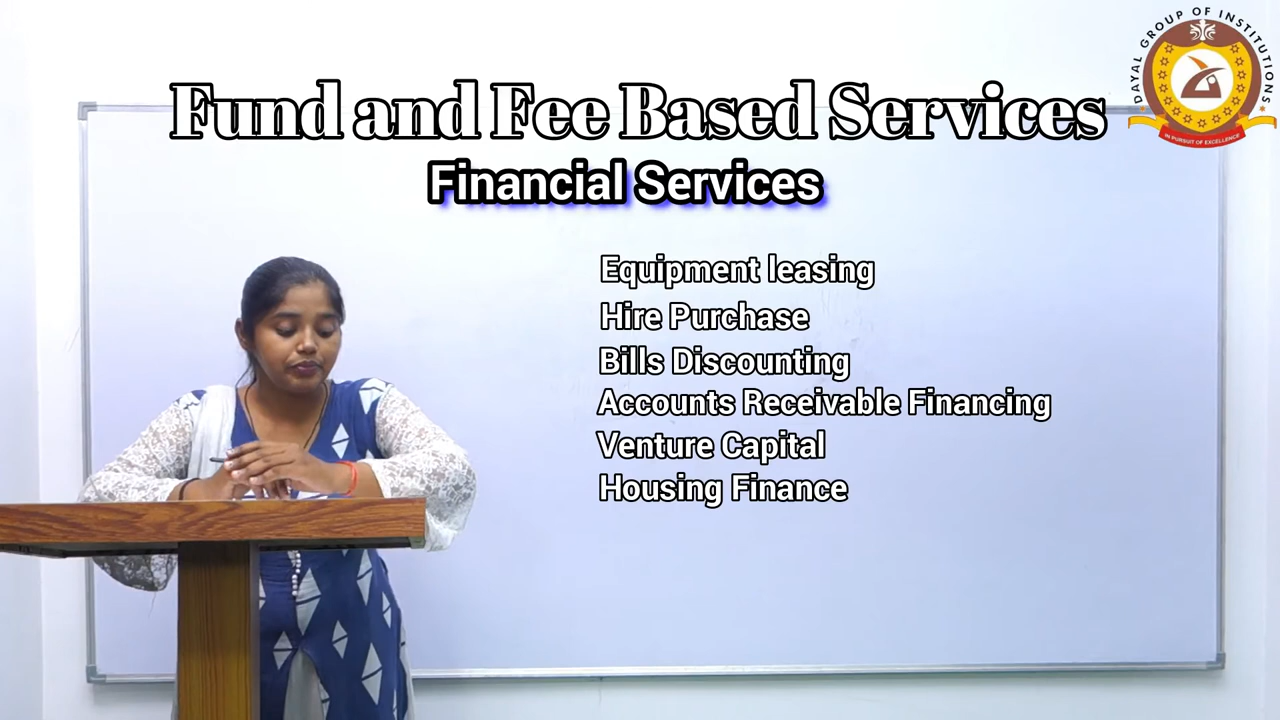 DAYAL GROUP OF INSTITUTIONS
IN PURSUIT OF EXCELLENCE
Fund and Fee Based Services
Financial Services
Equipment leasing
Hire Purchase
Bills Discounting
Accounts Receivable Financing
Venture Capital
Housing Finance